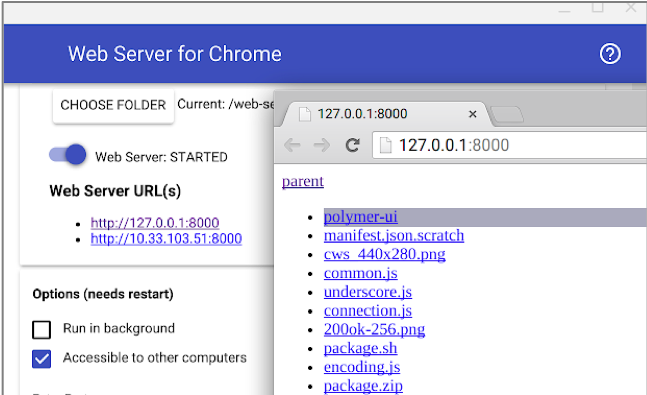 Web Server for Chrome
CHOOSE FOLDER Current: /web-se
Web Server: STARTED
Web Server URL(s)
http://127.0.0.1:8000
http://10.33.103.51:8000
Options (needs restart)
Run in background
Accessible to other computers
127.0.0.1:8000
127.0.0.1:8000
parent
polymer-ui
manifest.json.scratch
cws_440x280.png
common.js
underscore.js
connection.js
200ok-256.png
package.sh
encoding.js
package.zip